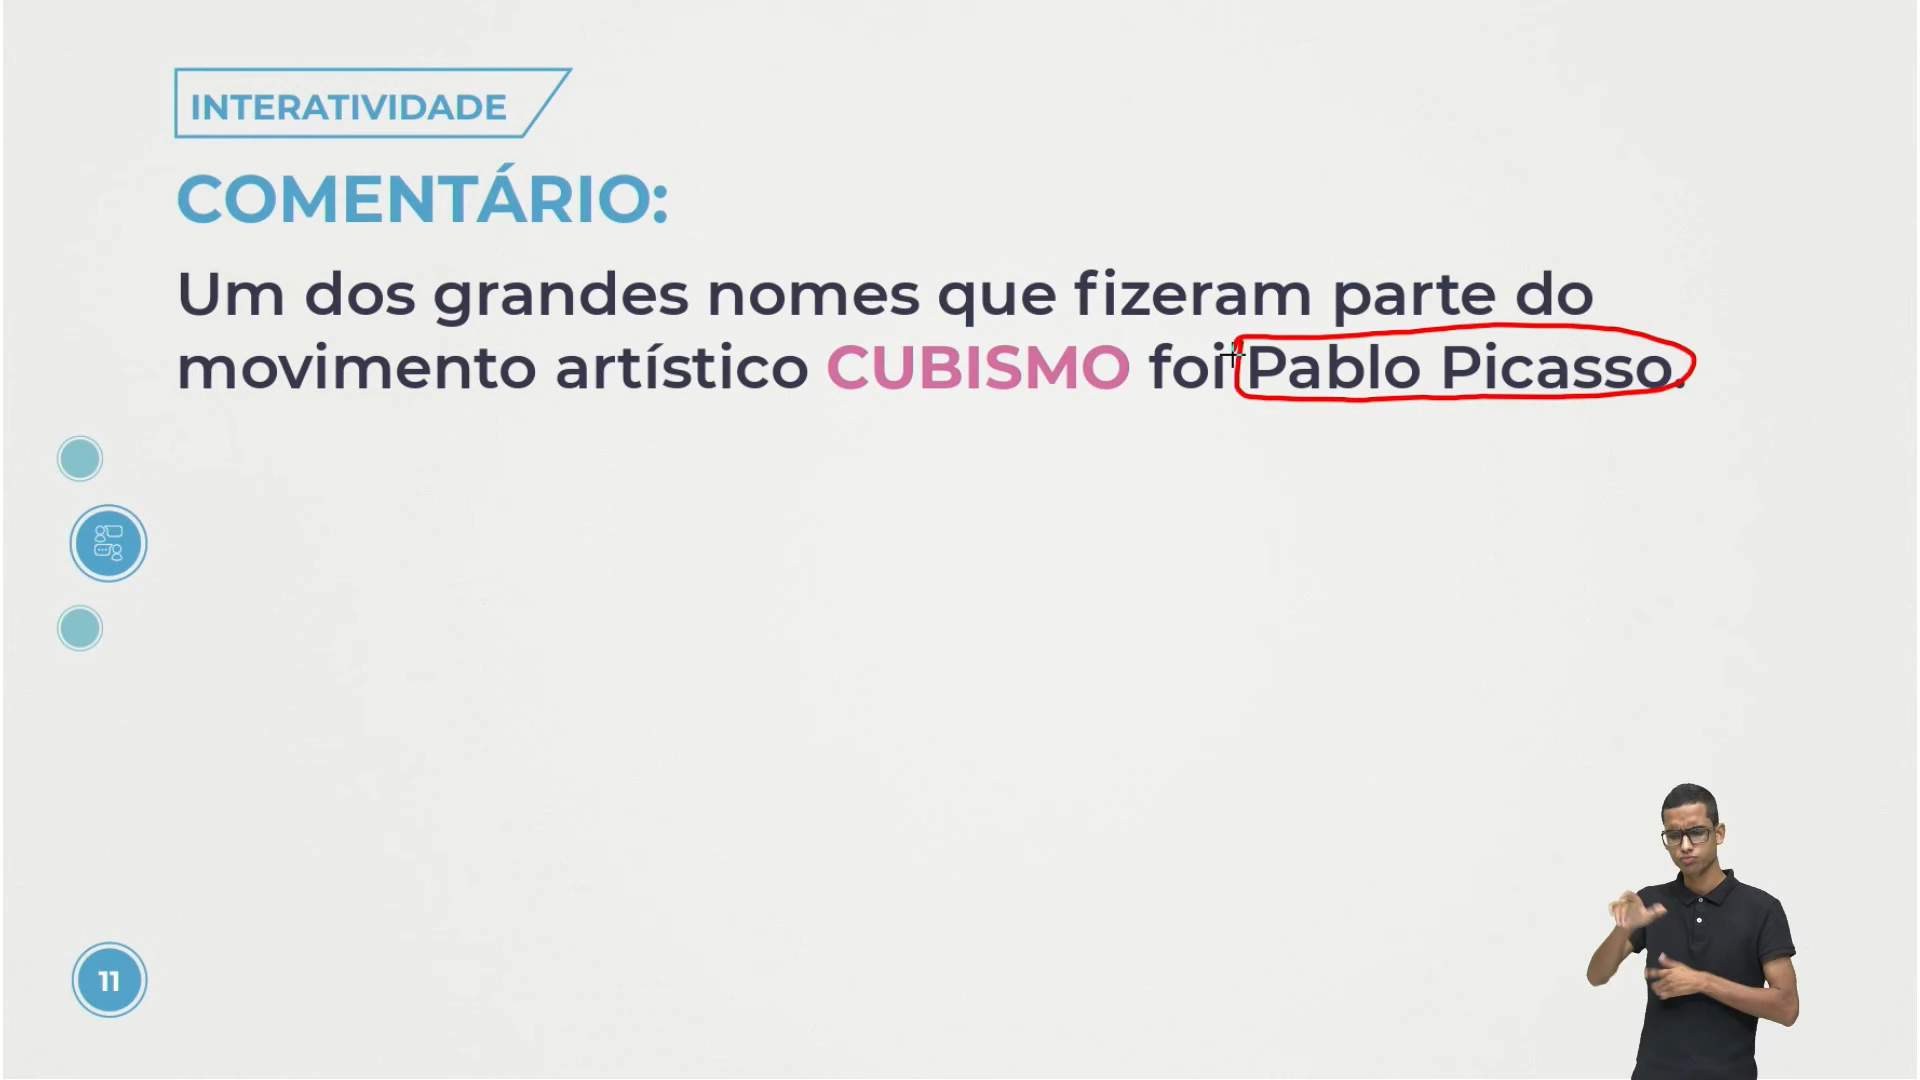 INTERATIVIDADE
COMENTÁRIO:
Um dos grandes nomes que fizeram parte do
movimento artístico CUBISMO foi Pablo Picasso.
11